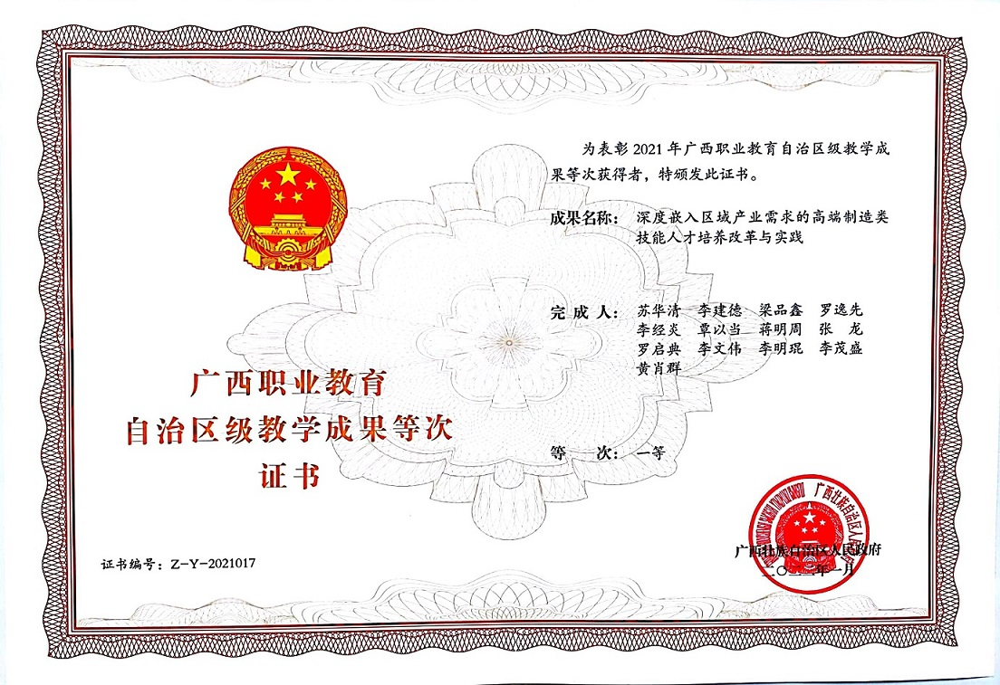 广西职业教育
自治区级教学成果等次
证书
证书编号：Z-Y-2021017
为表彰2021年广西职业教育自治区级教学成
果等次获得者，特颁发此证书。
成果名称：深度嵌入区域产业需求的高端制造类
技能人才培养改革与实践
完成人：苏华清 李建德 梁品鑫 罗逸先
李经炎 覃以当 蒋明周 张龙
罗启典 李文伟 李明琨 李茂盛
黄肖群
等次：一等
广西壮族自治区人民政府
二〇二二年一月